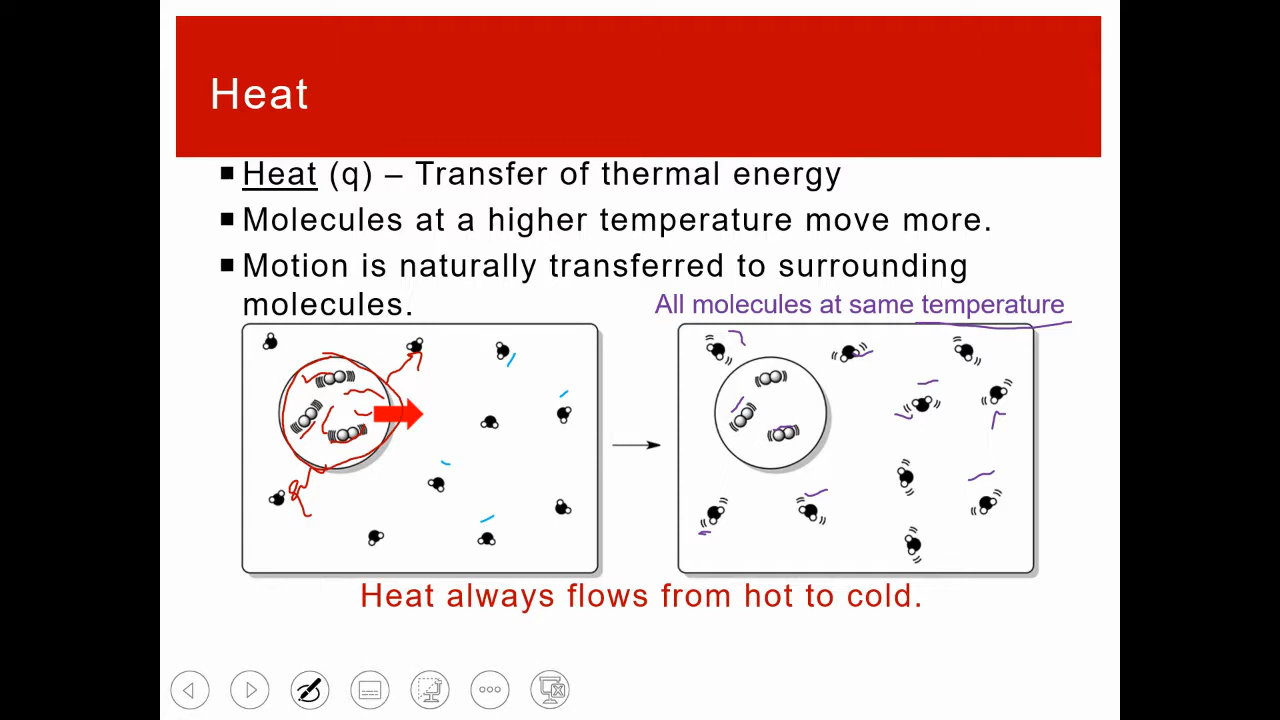 Heat
▪ Heat (q) – Transfer of thermal energy
▪ Molecules at a higher temperature move more.
▪ Motion is naturally transferred to surrounding
molecules.
All molecules at same temperature
Heat always flows from hot to cold.